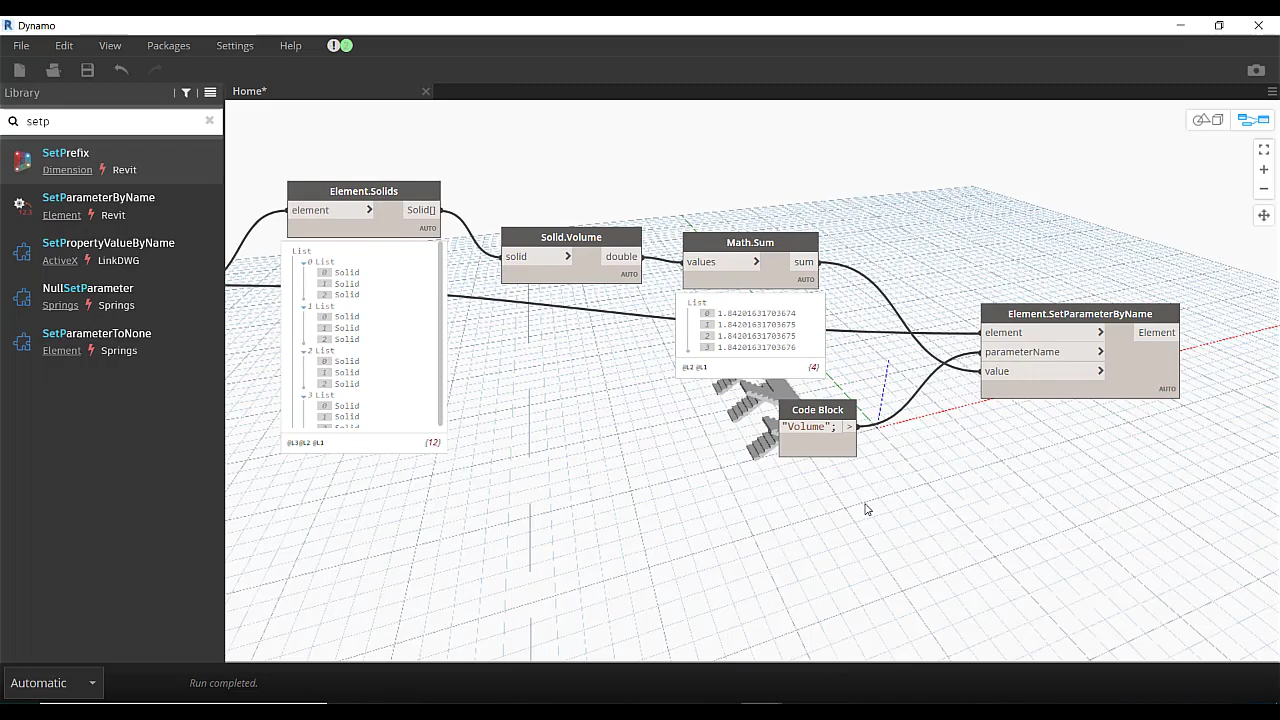 Dynamo
File Edit View Packages Settings Help
Library
Home*
setp
SetPrefix
Dimension Revit
SetParameterByName
Element Revit
SetPropertyValueByName
ActiveX LinkDWG
NullSetParameter
Springs Springs
SetParameterToNone
Element Springs
Element.Solids
element > Solid[]
AUTO
List
0 List
0 Solid
1 Solid
2 Solid
1 List
0 Solid
1 Solid
2 Solid
2 List
0 Solid
1 Solid
2 Solid
3 List
0 Solid
1 Solid
2 Solid
@L3 @L2 @L1 {12}
Solid.Volume
solid > double
AUTO
Math.Sum
values > sum
AUTO
List
0 1.84201631703674
1 1.84201631703675
2 1.84201631703675
3 1.84201631703676
@L2 @L1 {4}
Code Block
"Volume"; >
Element.SetParameterByName
element > Element
parameterName >
value >
AUTO
Automatic
Run completed.